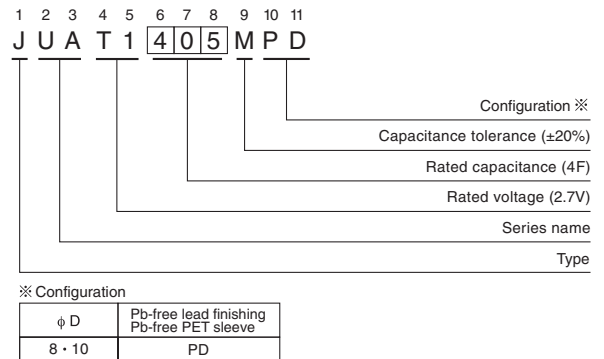 1 2 3 4 5 6 7 8 9 10 11
J U A T 1 4 0 5 M P D
Configuration ※
Capacitance tolerance (±20%)
Rated capacitance (4F)
Rated voltage (2.7V)
Series name
Type
※ Configuration
ϕ D
Pb-free lead finishing
Pb-free PET sleeve
8・10
PD